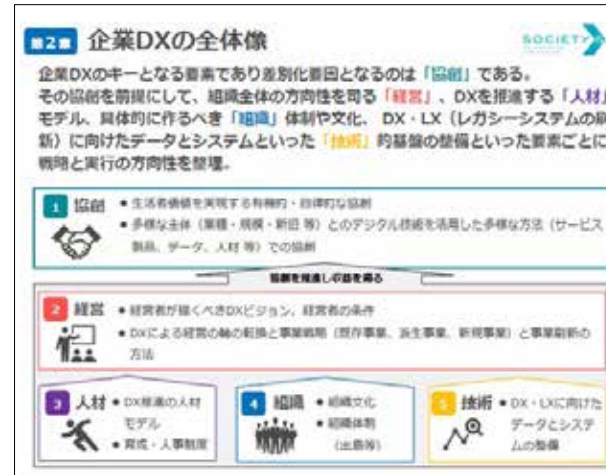 第2章 企業DXの全体像
SOCIETY
企業DXのキーとなる要素であり差別化要因となるのは「協創」である。
その協創を前提にして、組織全体の方向性を司る「経営」、DXを推進する「人材」
モデル、具体的に作るべき「組織」体制や文化、 DX・LX(レガシーシステムの刷
新)に向けたデータとシステムといった「技術」的基盤の整備といった要素ごとに
戦略と実行の方向性を整理。
1 協創
• 生活者価値を実現する有機的・自律的な協創
• 多様な主体(業種・規模・新旧 等)とのデジタル技術を活用した多様な方法(サービス
製品、データ、人材 等)での協創
協創を推進し収益を得る
2 経営
• 経営者が描くべきDXビジョン、経営者の条件
• DXによる経営の軸の転換と事業戦略(既存事業、派生事業、新規事業)と事業刷新の
方法
3 人材
• DX推進の人材
モデル
• 育成・人事制度
4 組織
• 組織文化
• 組織体制
(出島等)
5 技術
• DX・LXに向けた
データとシステ
ムの整備